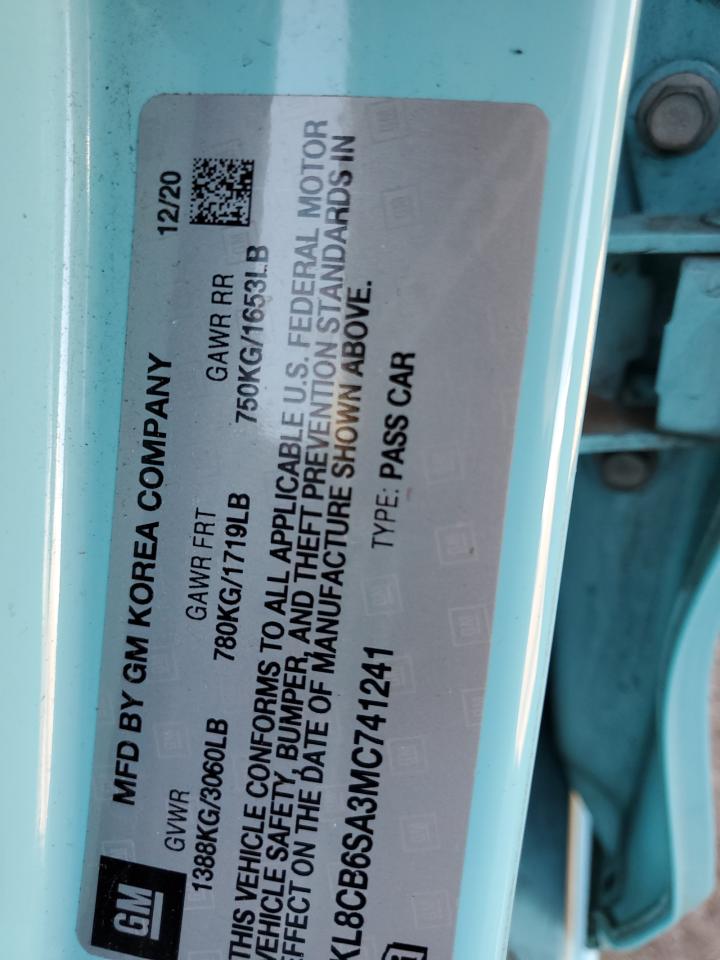 GM
MFD BY GM KOREA COMPANY
12/20
GVWR
GAWR FRT
GAWR RR
1388KG/3060LB
780KG/1719LB
750KG/1653LB
THIS VEHICLE CONFORMS TO ALL APPLICABLE U.S. FEDERAL MOTOR
VEHICLE SAFETY, BUMPER, AND THEFT PREVENTION STANDARDS IN
EFFECT ON THE DATE OF MANUFACTURE SHOWN ABOVE.
KL8CB6SA3MC741241
TYPE: PASS CAR
i